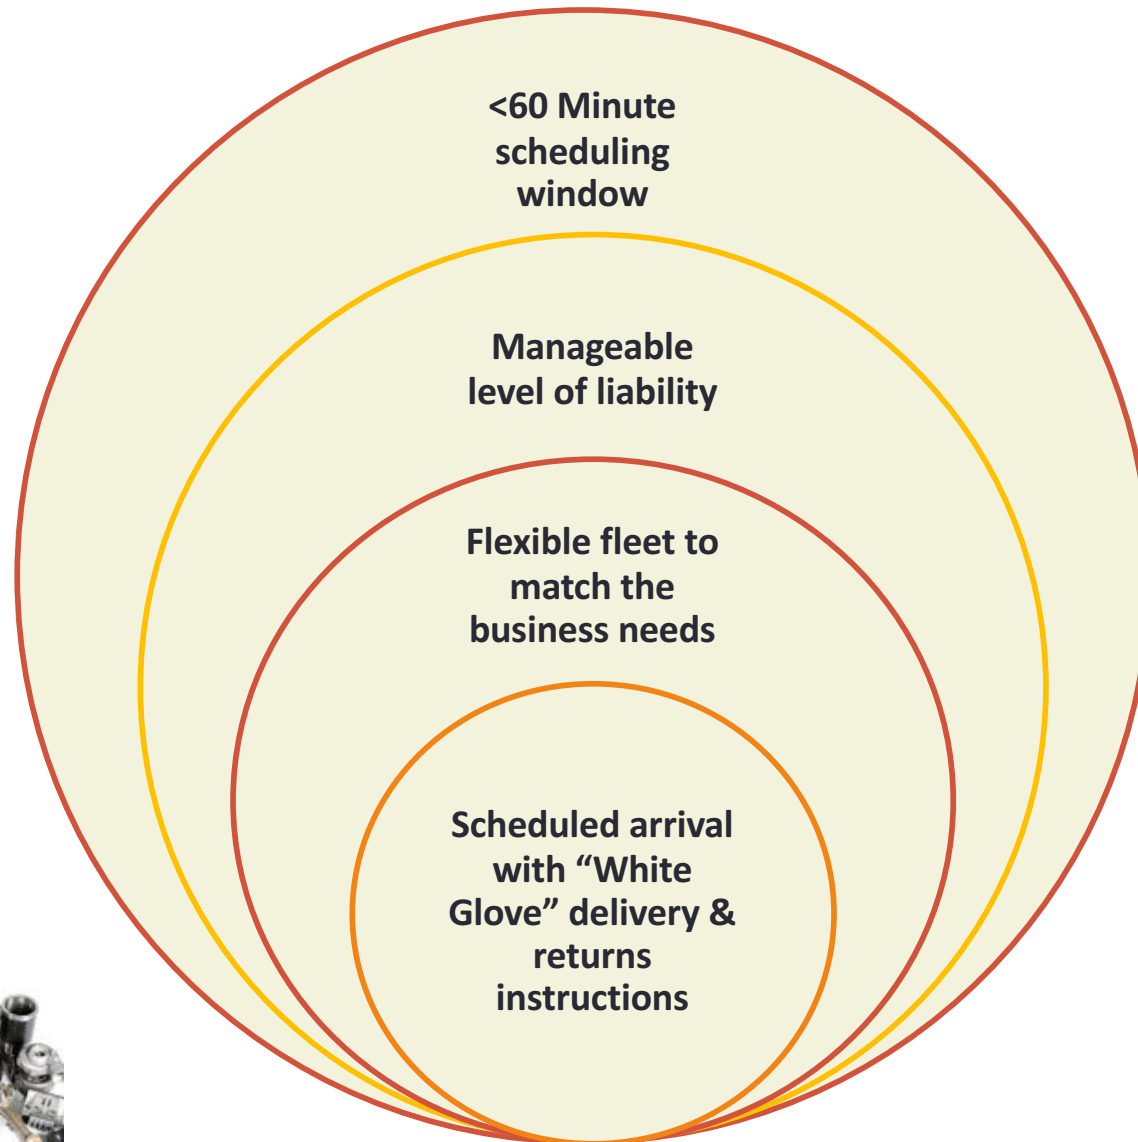 <60 Minute
scheduling
window
Manageable
level of liability
Flexible fleet to
match the
business needs
Scheduled arrival
with “White
Glove” delivery &
returns
instructions